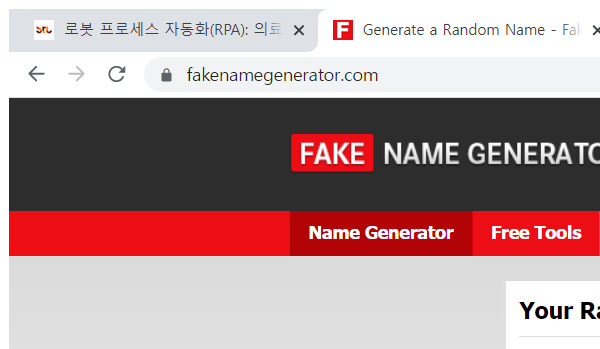 로봇 프로세스 자동화(RPA): 의료
Generate a Random Name - Fak
fakenamegenerator.com
FAKE NAME GENERATO
Name Generator
Free Tools
Your Ra